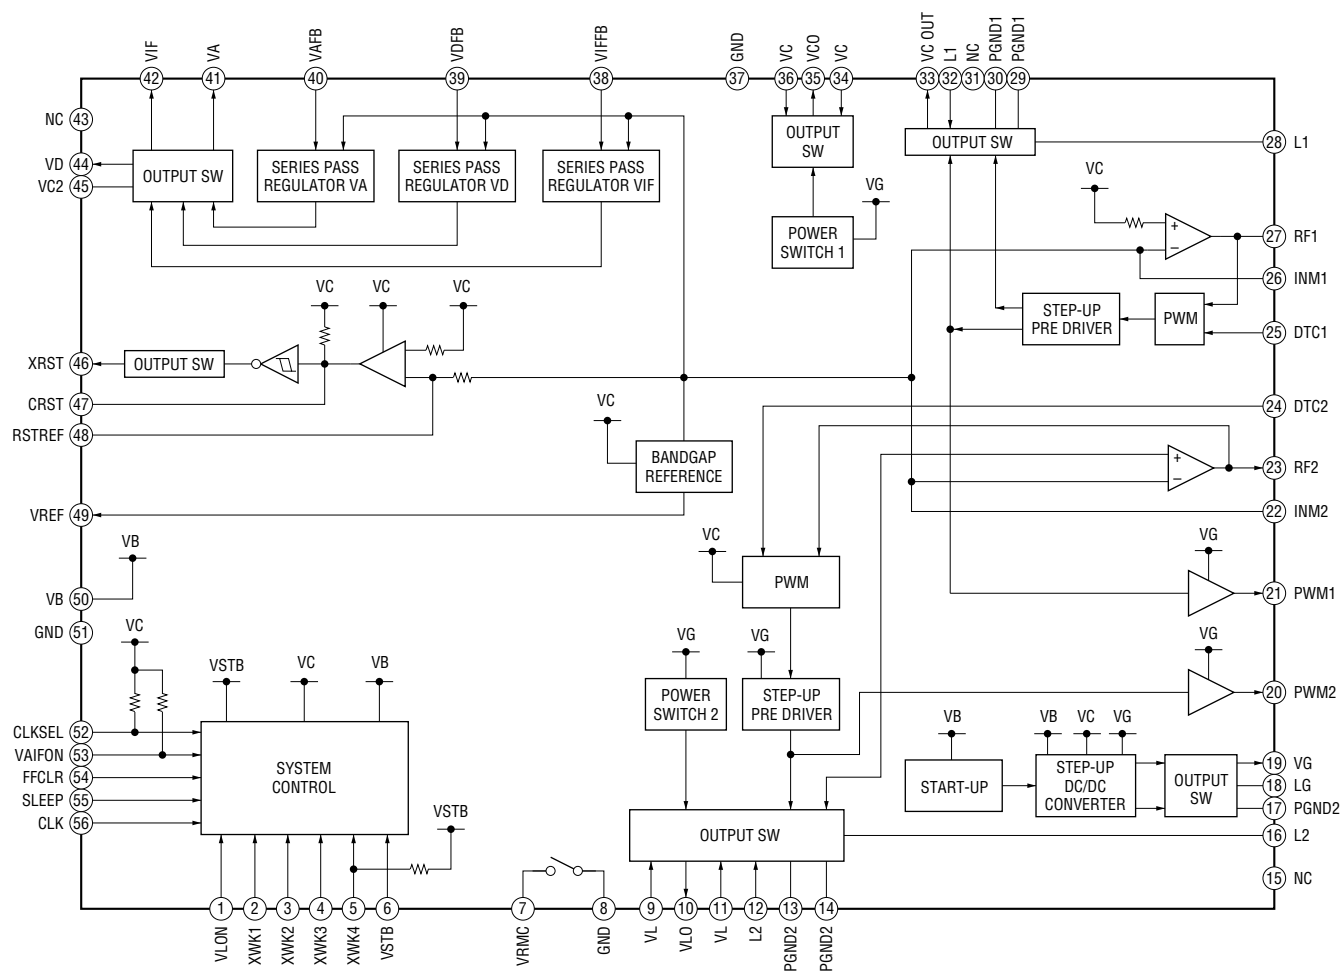 VIF
VA
VAFB
VDFB
VIFFB
GND
VC
VCO
VC
VC OUT
L1
NC
PGND1
PGND1
42
41
40
39
38
37
36
35
34
33
32
31
30
29
NC 43
VD 44
VC2 45
OUTPUT SW
SERIES PASS
REGULATOR VA
SERIES PASS
REGULATOR VD
SERIES PASS
REGULATOR VIF
OUTPUT
SW
VG
POWER
SWITCH 1
OUTPUT SW
28 L1
VC
+
−
27 RF1
26 INM1
STEP-UP
PRE DRIVER
PWM
25 DTC1
VC
VC
VC
XRST 46
OUTPUT SW
CRST 47
RSTREF 48
VC
BANDGAP
REFERENCE
24 DTC2
+
−
23 RF2
VREF 49
22 INM2
VB
VB 50
GND 51
VC
PWM
VG
21 PWM1
VC
VSTB
VC
VB
VG
POWER
SWITCH 2
VG
STEP-UP
PRE DRIVER
VG
20 PWM2
CLKSEL 52
VAIFON 53
FFCLR 54
SLEEP 55
CLK 56
SYSTEM
CONTROL
VSTB
VB
START-UP
VB
VC
VG
STEP-UP
DC/DC
CONVERTER
OUTPUT
SW
19 VG
18 LG
17 PGND2
OUTPUT SW
16 L2
15 NC
1
2
3
4
5
6
7
8
9
10
11
12
13
14
VLON
XWK1
XWK2
XWK3
XWK4
VSTB
VRMC
GND
VL
VLO
VL
L2
PGND2
PGND2